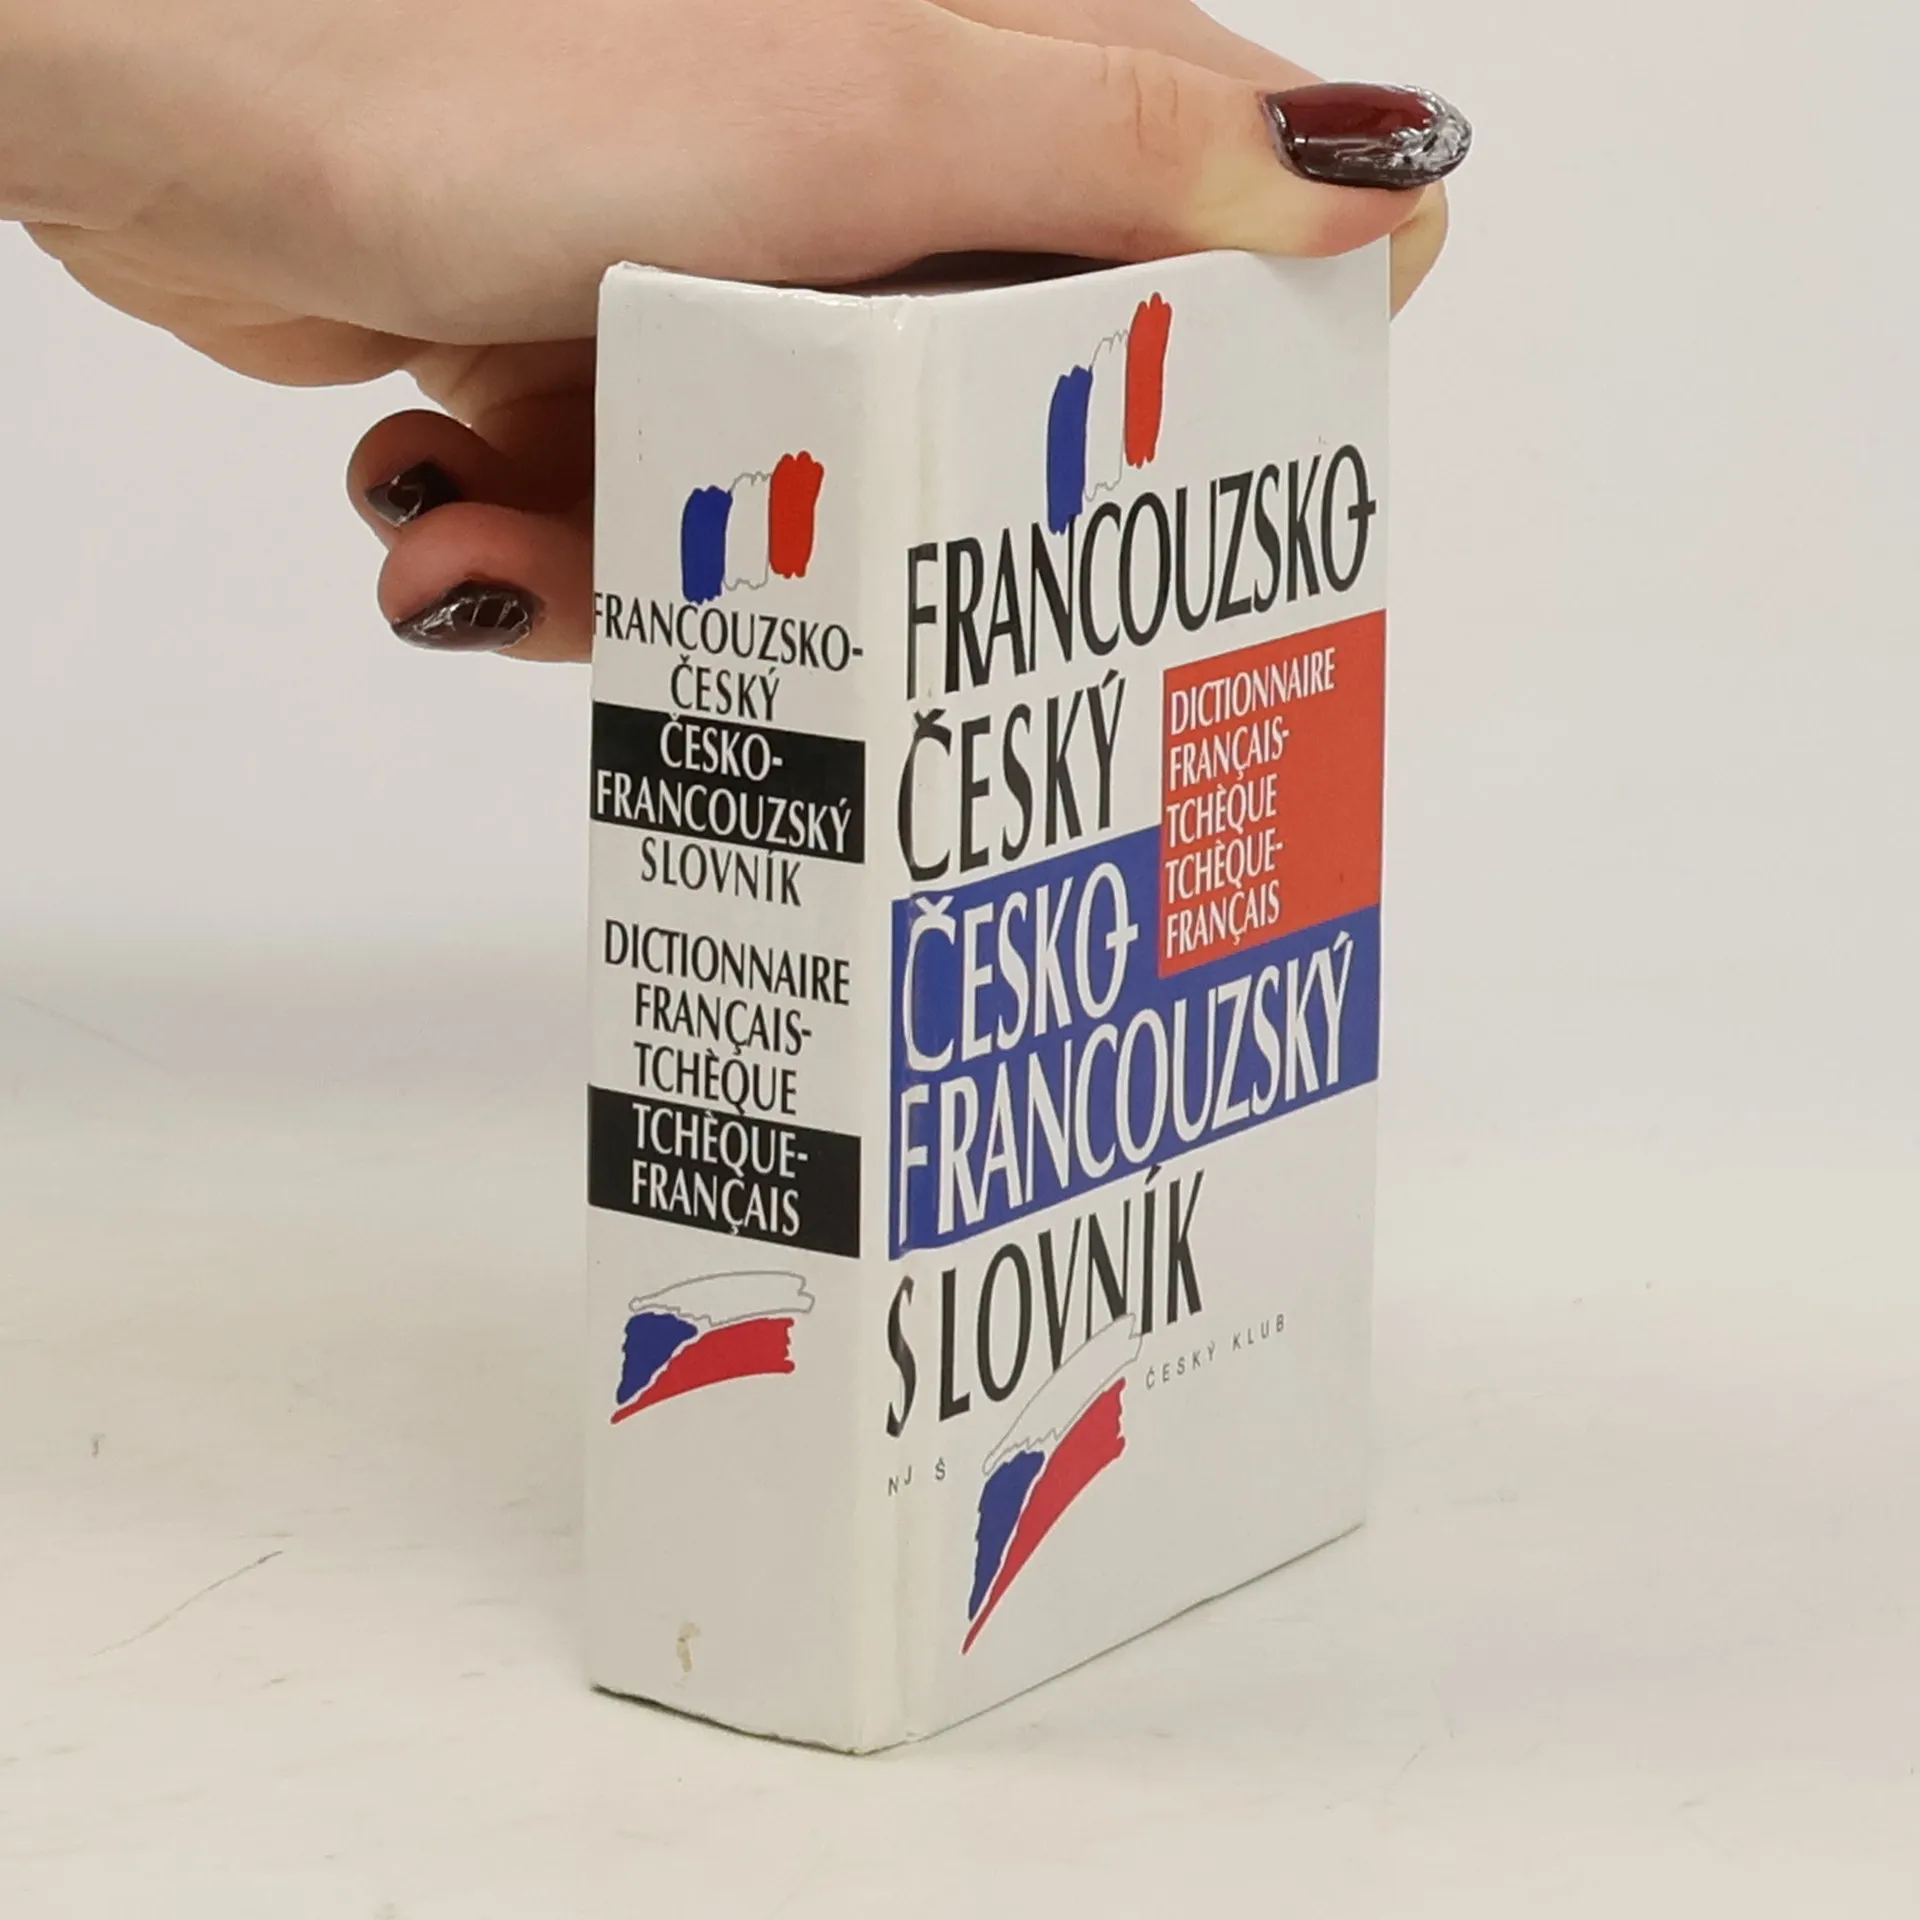 FRANCOUZSKO-
ČESKÝ
ČESKO-
FRANCOUZSKÝ
SLOVNÍK
DICTIONNAIRE
FRANÇAIS-
TCHÈQUE
TCHÈQUE-
FRANÇAIS
FRANCOUZSKO-
ČESKÝ
DICTIONNAIRE
FRANÇAIS-
TCHÈQUE
TCHÈQUE-
FRANÇAIS
ČESKO-
FRANCOUZSKÝ
SLOVNÍK
NJŠ
ČESKÝ KLUB